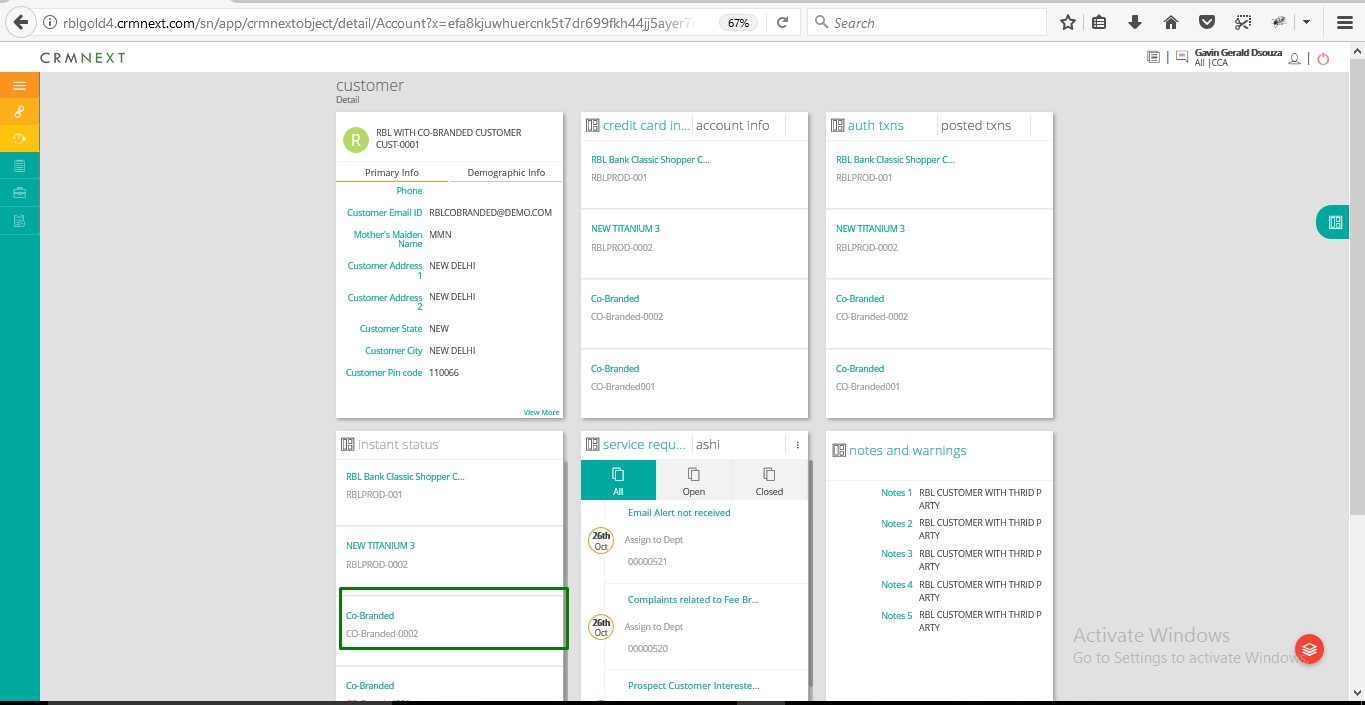 rblgold4.crmnext.com/sn/app/crmnextobject/detail/Account?x=efa8kjuwhuercnk5t7dr699fkh44jj5ayer7
67%
Search
CRMNEXT
Gavin Gerald Dsouza
All |CCA
customer
Detail
R
RBL WITH CO-BRANDED CUSTOMER
CUST-0001
Primary Info
Demographic Info
Phone
Customer Email ID RBLCOBRANDED@DEMO.COM
Mother's Maiden MMN
Name
Customer Address NEW DELHI
1
Customer Address NEW DELHI
2
Customer State NEW
Customer City NEW DELHI
Customer Pin code 110066
View More
credit card in... account info
RBL Bank Classic Shopper C...
RBLPROD-001
NEW TITANIUM 3
RBLPROD-0002
Co-Branded
CO-Branded-0002
Co-Branded
CO-Branded001
auth txns posted txns
RBL Bank Classic Shopper C...
RBLPROD-001
NEW TITANIUM 3
RBLPROD-0002
Co-Branded
CO-Branded-0002
Co-Branded
CO-Branded001
instant status
RBL Bank Classic Shopper C...
RBLPROD-001
NEW TITANIUM 3
RBLPROD-0002
Co-Branded
CO-Branded-0002
Co-Branded
service requ... ashi
All Open Closed
Email Alert not received
26th
Oct
Assign to Dept
00000521
Complaints related to Fee Br...
26th
Oct
Assign to Dept
00000520
Prospect Customer Intereste...
notes and warnings
Notes 1 RBL CUSTOMER WITH THRID P
ARTY
Notes 2 RBL CUSTOMER WITH THRID P
ARTY
Notes 3 RBL CUSTOMER WITH THRID P
ARTY
Notes 4 RBL CUSTOMER WITH THRID P
ARTY
Notes 5 RBL CUSTOMER WITH THRID P
ARTY
Activate Windows
Go to Settings to activate Windows.